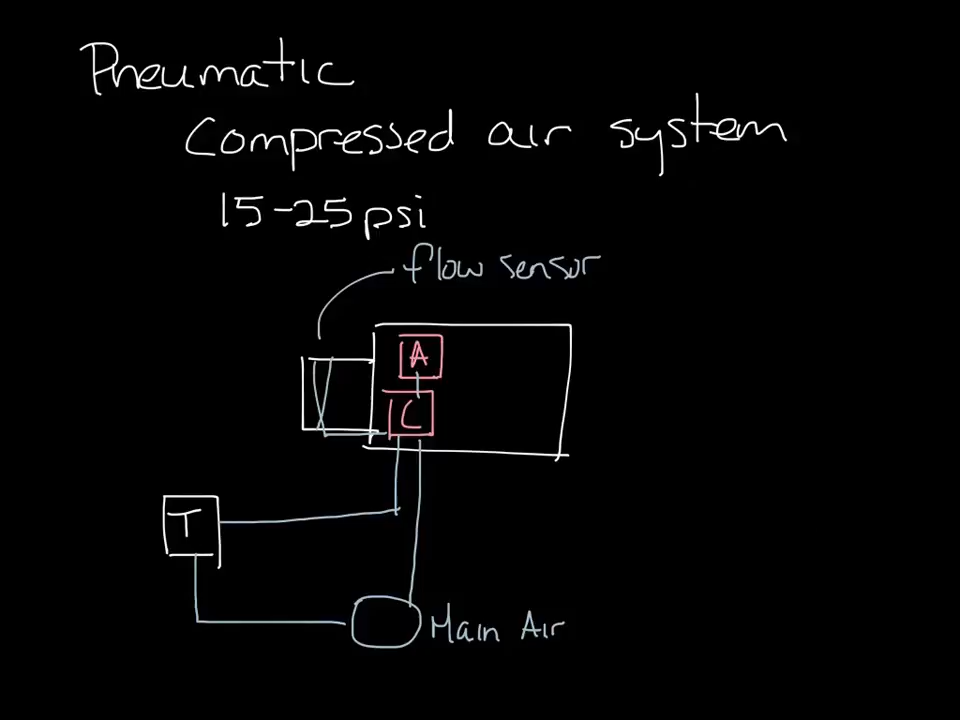 Pneumatic
Compressed air system
15-25 psi
flow sensor
A
C
T
Main Air